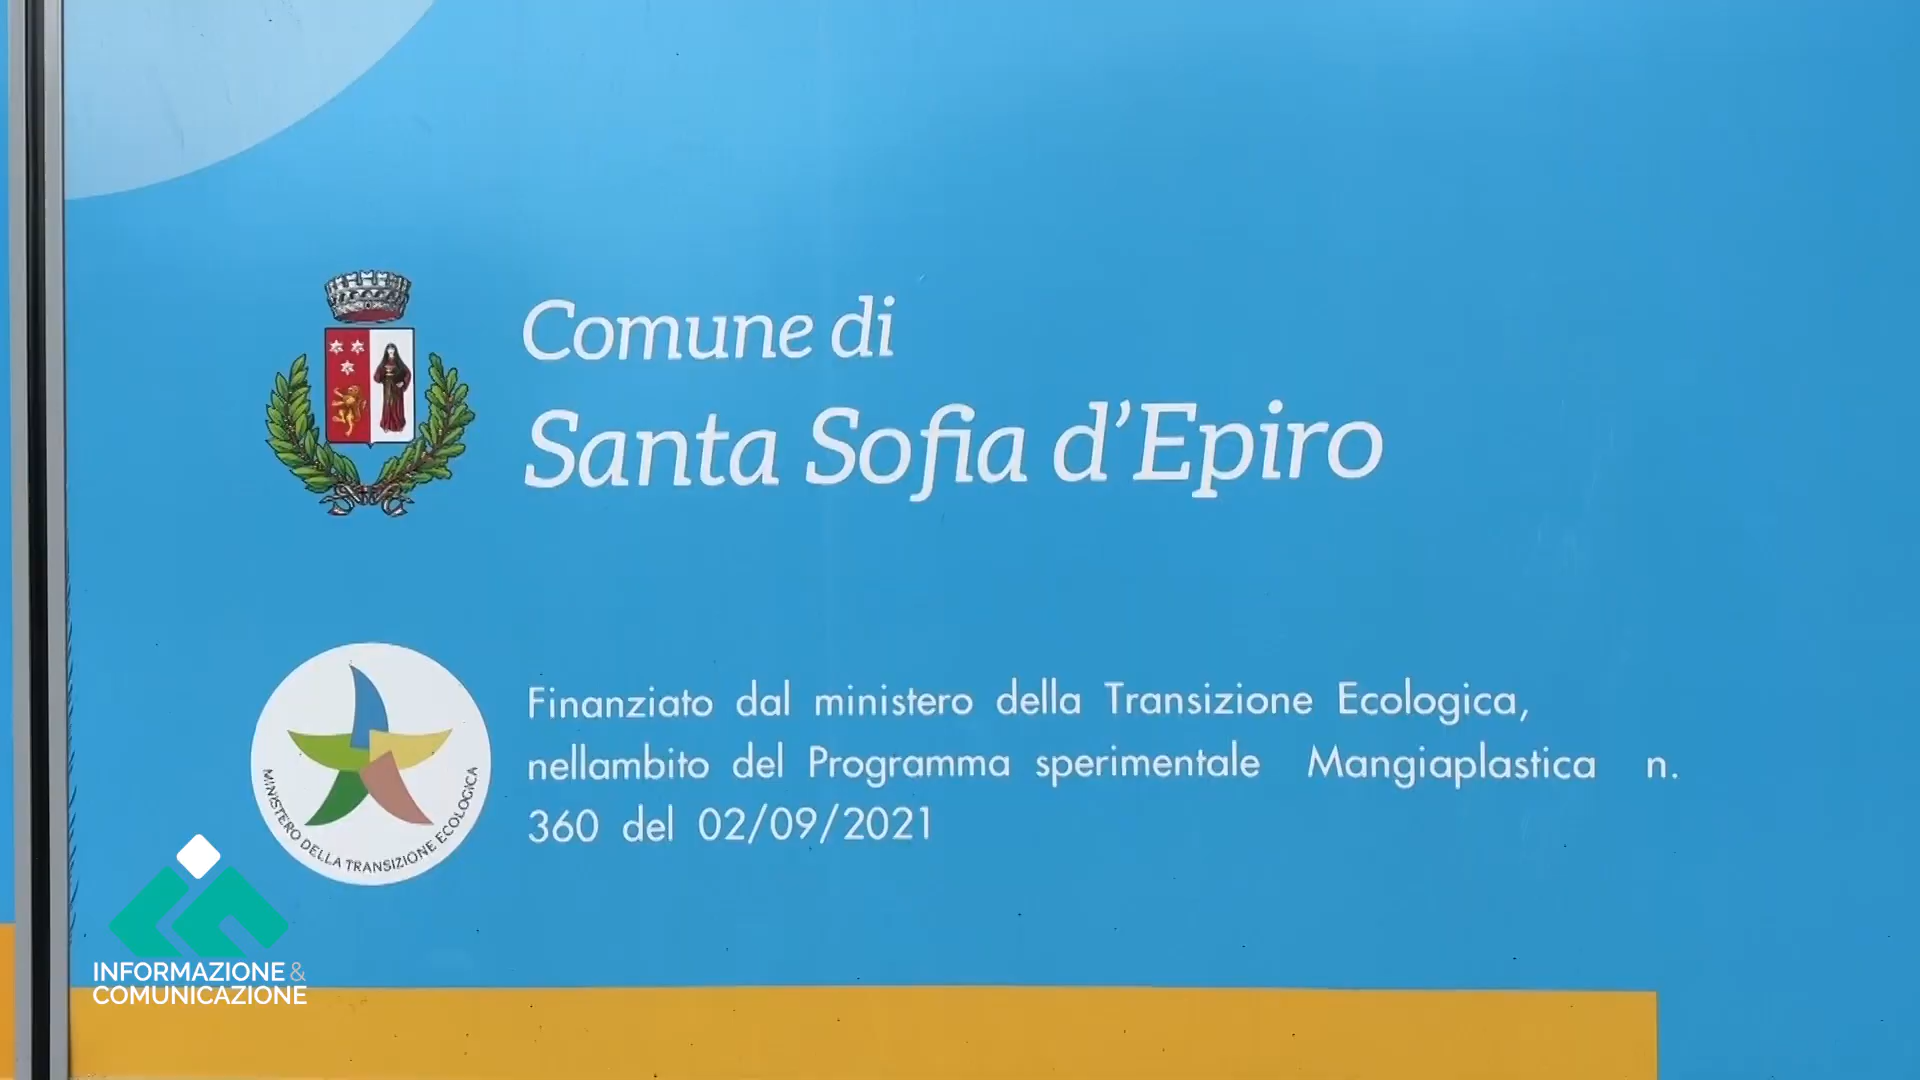 Comune di
Santa Sofia d’Epiro
Finanziato dal ministero della Transizione Ecologica,
nellambito del Programma sperimentale Mangiaplastica n.
360 del 02/09/2021
MINISTERO DELLA TRANSIZIONE ECOLOGICA
INFORMAZIONE&
COMUNICAZIONE